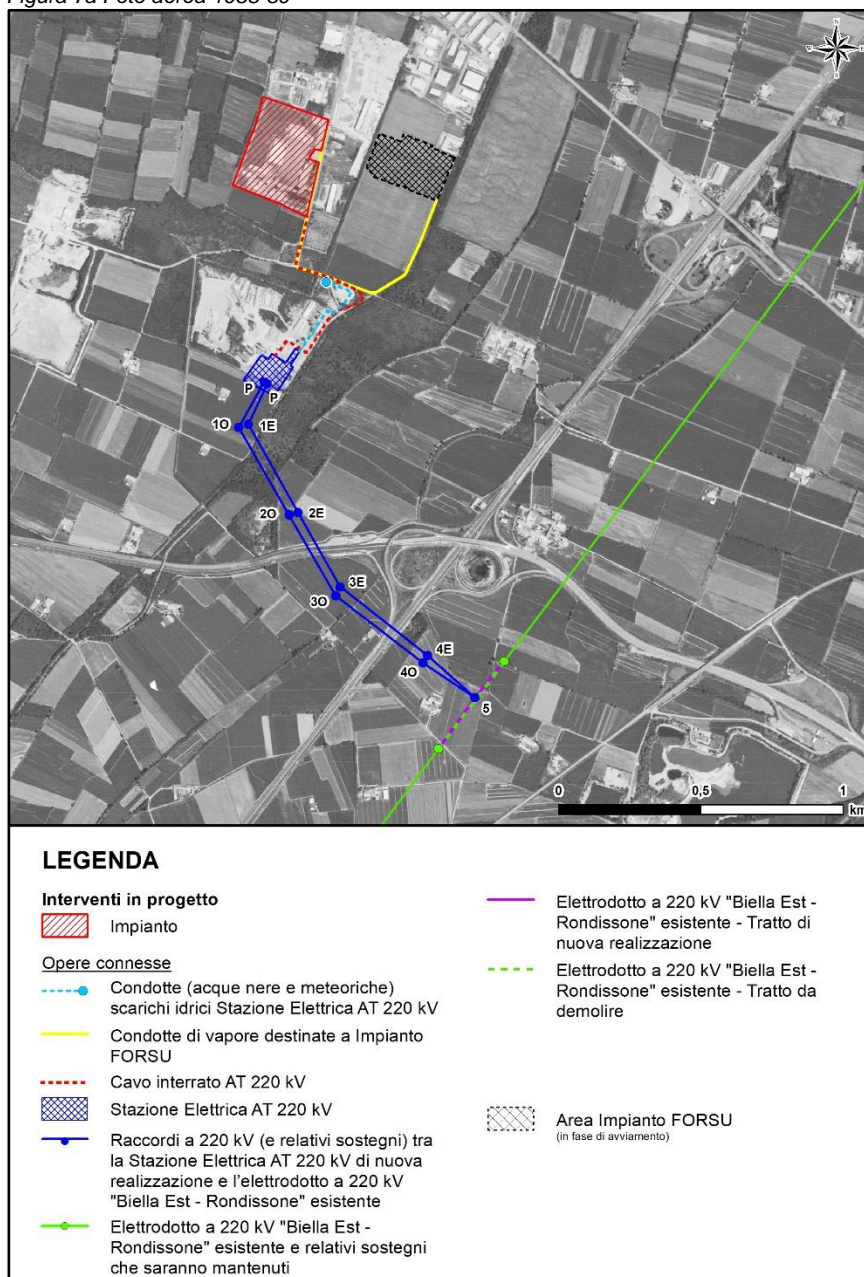 Figura 7a Foto aerea 1988-89
N
W
E
S
P
P
1O
1E
2O
2E
3E
3O
4E
4O
5
0
0,5
1
km
LEGENDA
Interventi in progetto
Impianto
Opere connesse
Condotte (acque nere e meteoriche)
scarichi idrici Stazione Elettrica AT 220 kV
Condotte di vapore destinate a Impianto
FORSU
Cavo interrato AT 220 kV
Stazione Elettrica AT 220 kV
Raccordi a 220 kV (e relativi sostegni) tra
la Stazione Elettrica AT 220 kV di nuova
realizzazione e l'elettrodotto a 220 kV
"Biella Est - Rondissone" esistente
Elettrodotto a 220 kV "Biella Est -
Rondissone" esistente e relativi sostegni
che saranno mantenuti
Elettrodotto a 220 kV "Biella Est -
Rondissone" esistente - Tratto di
nuova realizzazione
Elettrodotto a 220 kV "Biella Est -
Rondissone" esistente - Tratto da
demolire
Area Impianto FORSU
(in fase di avviamento)